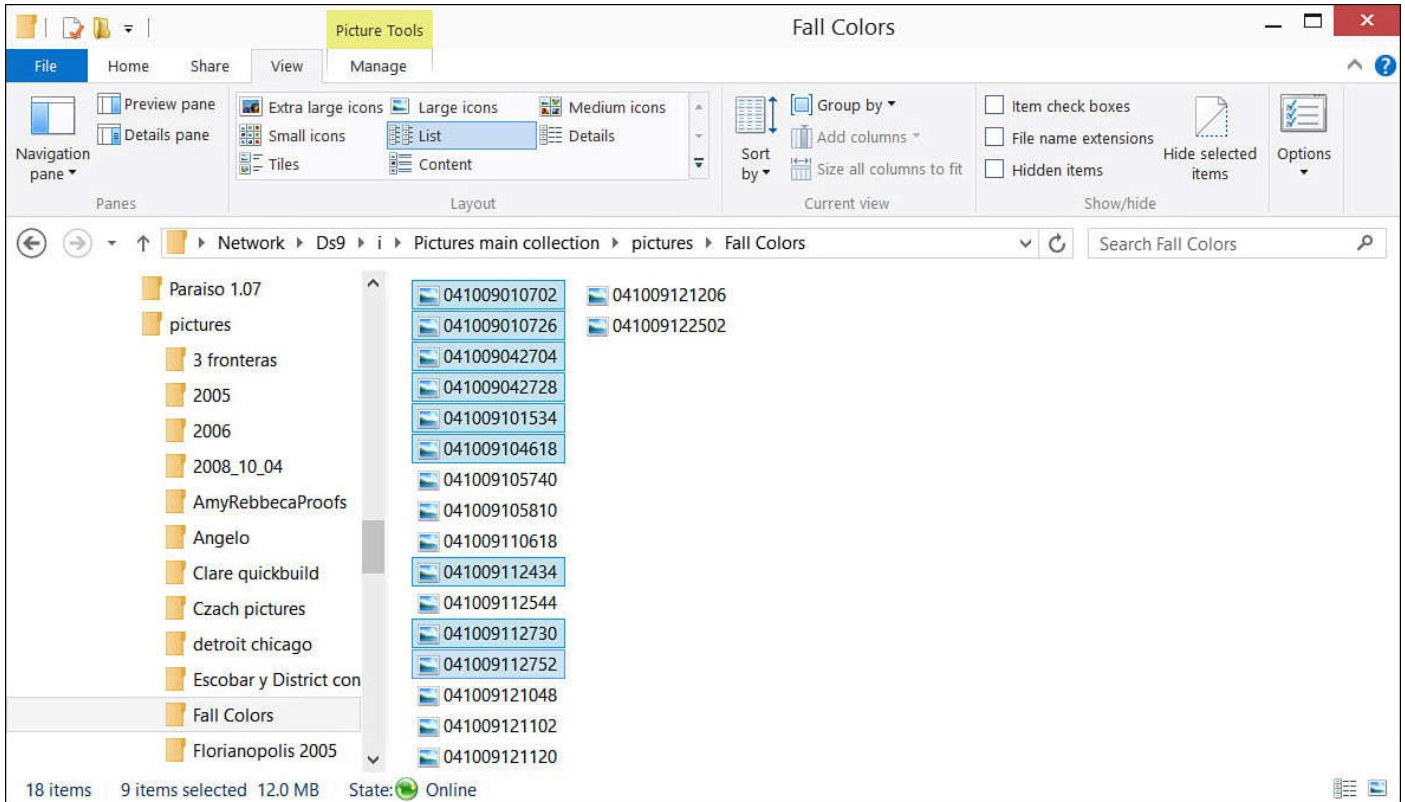 Picture Tools
Fall Colors
File Home Share View Manage
Navigation pane
Preview pane
Details pane
Panes
Extra large icons Large icons Medium icons
Small icons List Details
Tiles Content
Layout
Sort by
Group by
Add columns
Size all columns to fit
Current view
Item check boxes
File name extensions
Hidden items
Hide selected items
Show/hide
Options
Network Ds9 i Pictures main collection pictures Fall Colors
Search Fall Colors
Paraiso 1.07
pictures
3 fronteras
2005
2006
2008_10_04
AmyRebbecaProofs
Angelo
Clare quickbuild
Czach pictures
detroit chicago
Escobar y District con
Fall Colors
Florianopolis 2005
041009010702
041009010726
041009042704
041009042728
041009101534
041009104618
041009105740
041009105810
041009110618
041009112434
041009112544
041009112730
041009112752
041009121048
041009121102
041009121120
041009121206
041009122502
18 items 9 items selected 12.0 MB State: Online